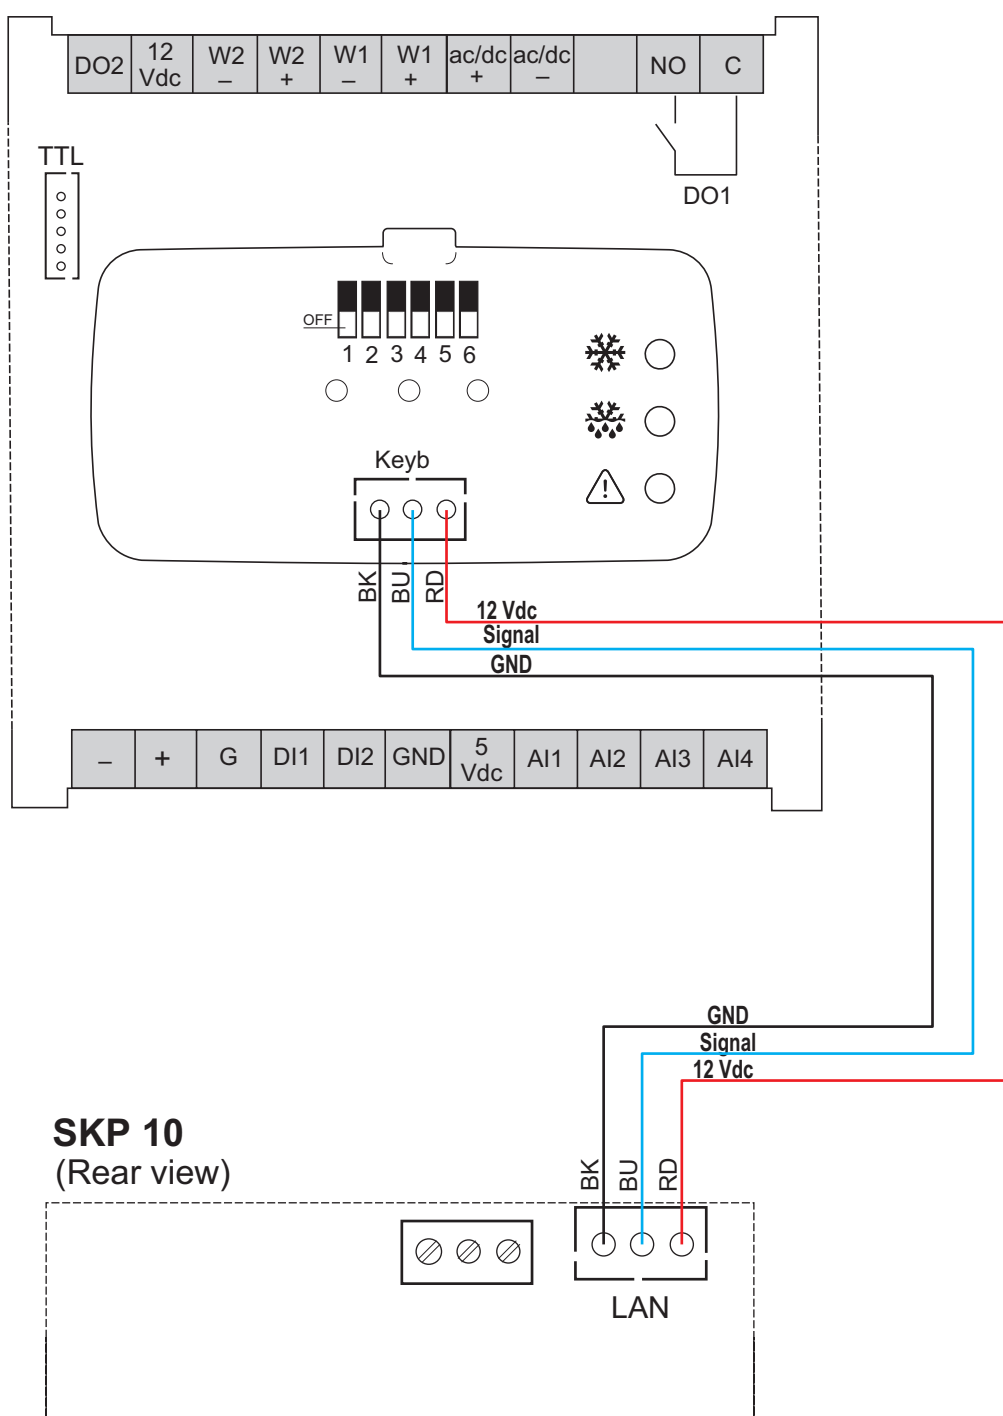 DO2 12 Vdc W2 – W2 + W1 – W1 + ac/dc + ac/dc – NO C
TTL
DO1
OFF
1 2 3 4 5 6
Keyb
BK BU RD
12 Vdc
Signal
GND
– + G DI1 DI2 GND 5 Vdc AI1 AI2 AI3 AI4
GND
Signal
12 Vdc
SKP 10
(Rear view)
BK BU RD
LAN